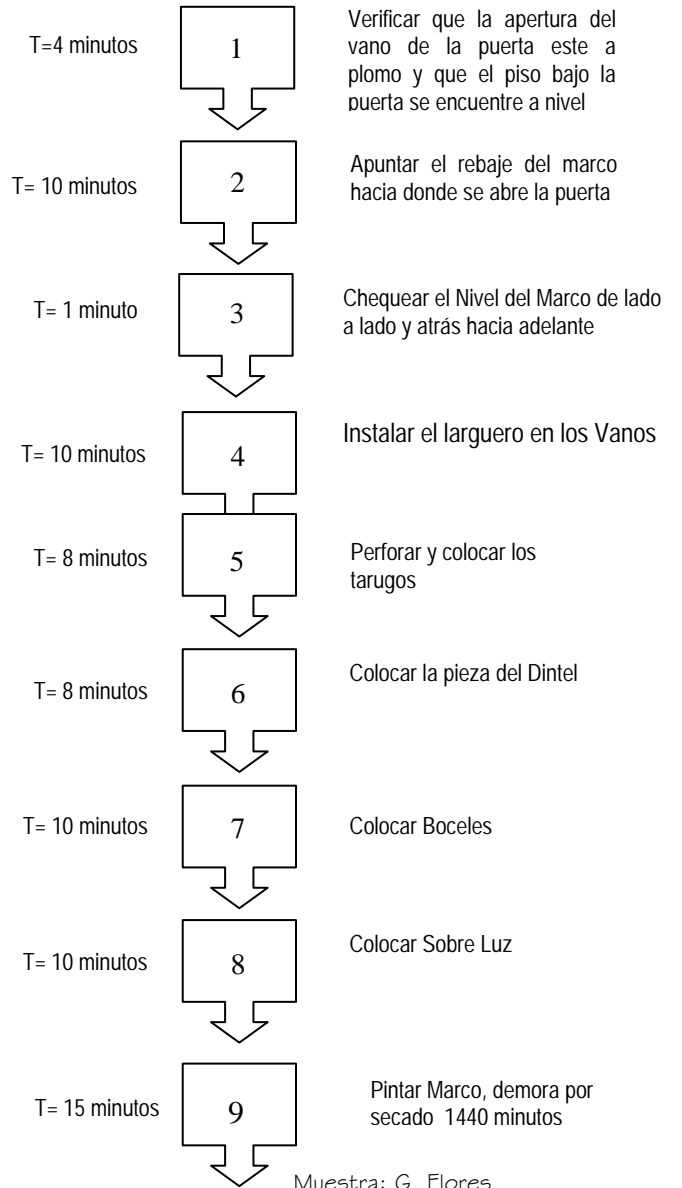 T=4 minutos
1
Verificar que la apertura del
vano de la puerta este a
plomo y que el piso bajo la
puerta se encuentre a nivel
T= 10 minutos
2
Apuntar el rebaje del marco
hacia donde se abre la puerta
T= 1 minuto
3
Chequear el Nivel del Marco de lado
a lado y atrás hacia adelante
T= 10 minutos
4
Instalar el larguero en los Vanos
T= 8 minutos
5
Perforar y colocar los
tarugos
T= 8 minutos
6
Colocar la pieza del Dintel
T= 10 minutos
7
Colocar Boceles
T= 10 minutos
8
Colocar Sobre Luz
T= 15 minutos
9
Pintar Marco, demora por
secado 1440 minutos
Muestra: G. Flores